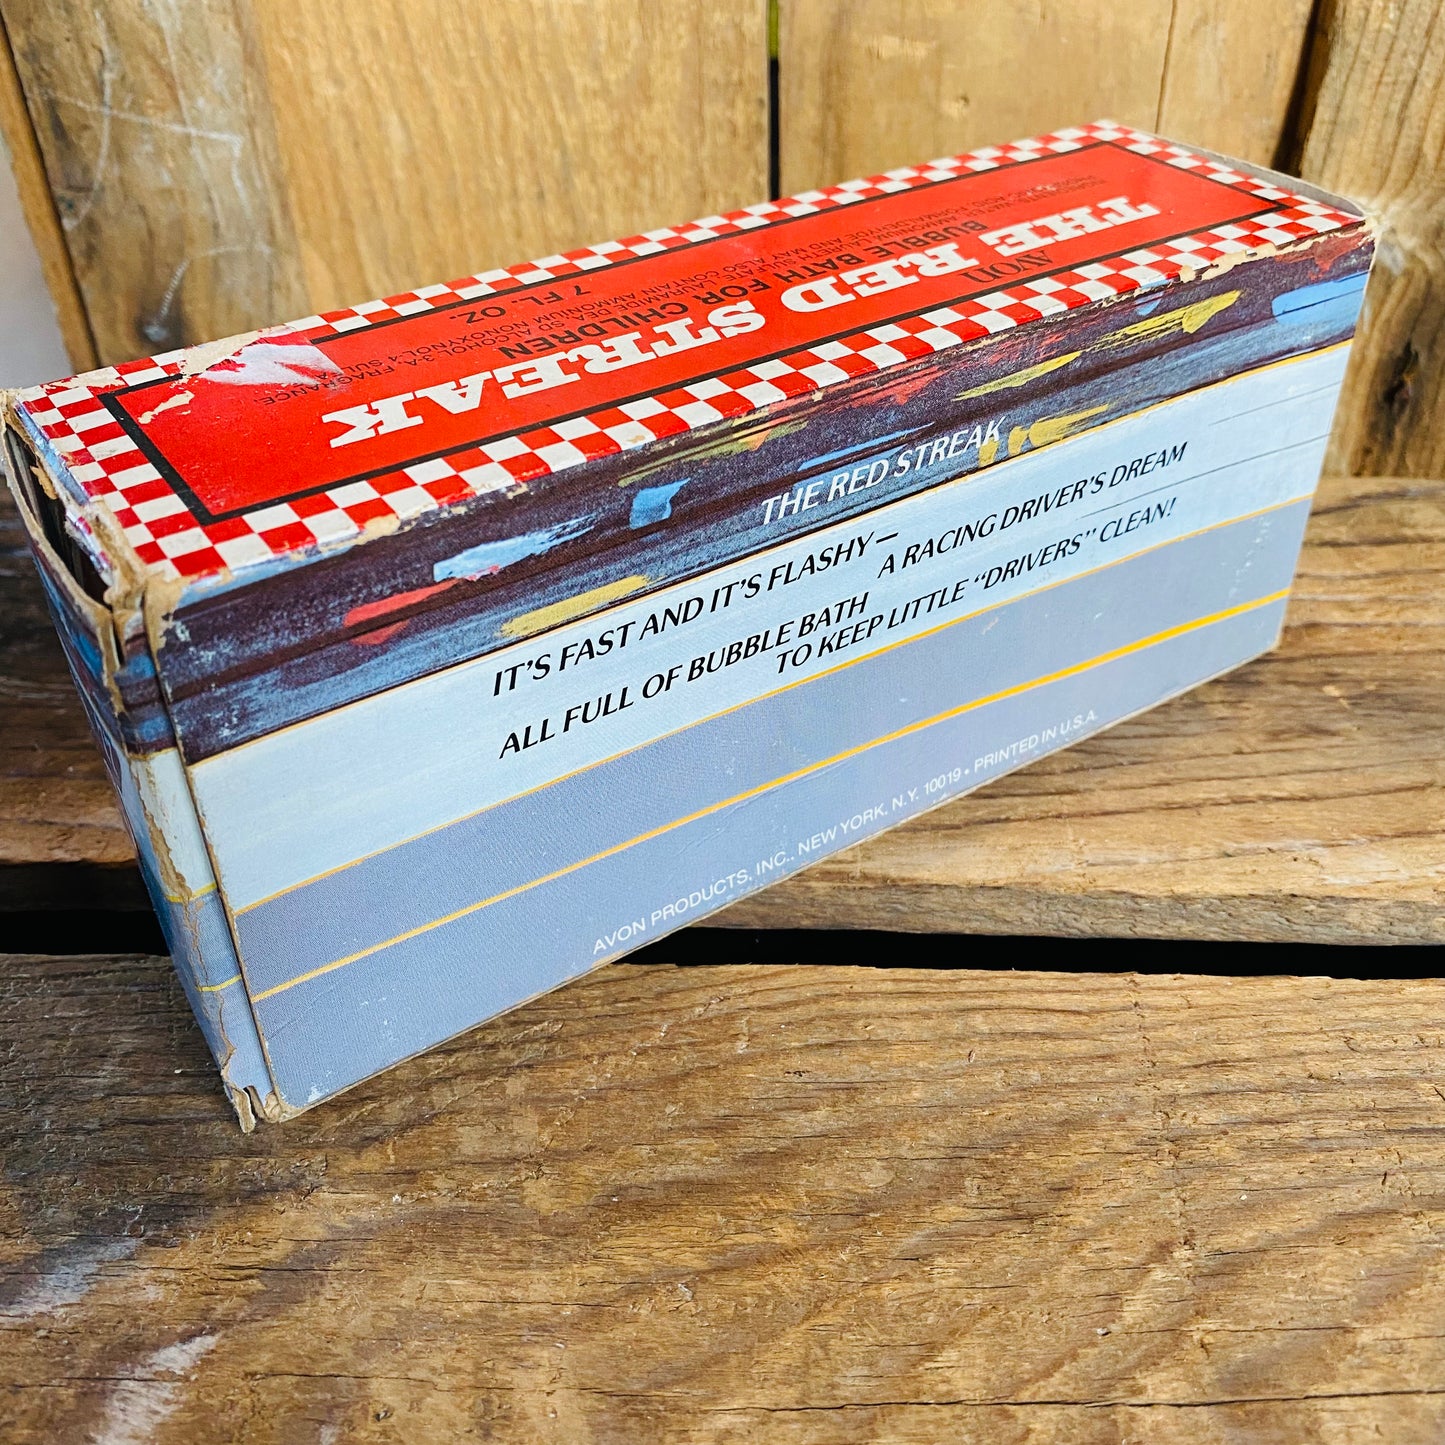 AVON
THE RED STREAK
BUBBLE BATH FOR CHILDREN
7 FL. OZ.
THE RED STREAK
IT'S FAST AND IT'S FLASHY—
A RACING DRIVER'S DREAM
ALL FULL OF BUBBLE BATH
TO KEEP LITTLE "DRIVERS" CLEAN!
AVON PRODUCTS, INC., NEW YORK, N.Y. 10019 • PRINTED IN U.S.A.